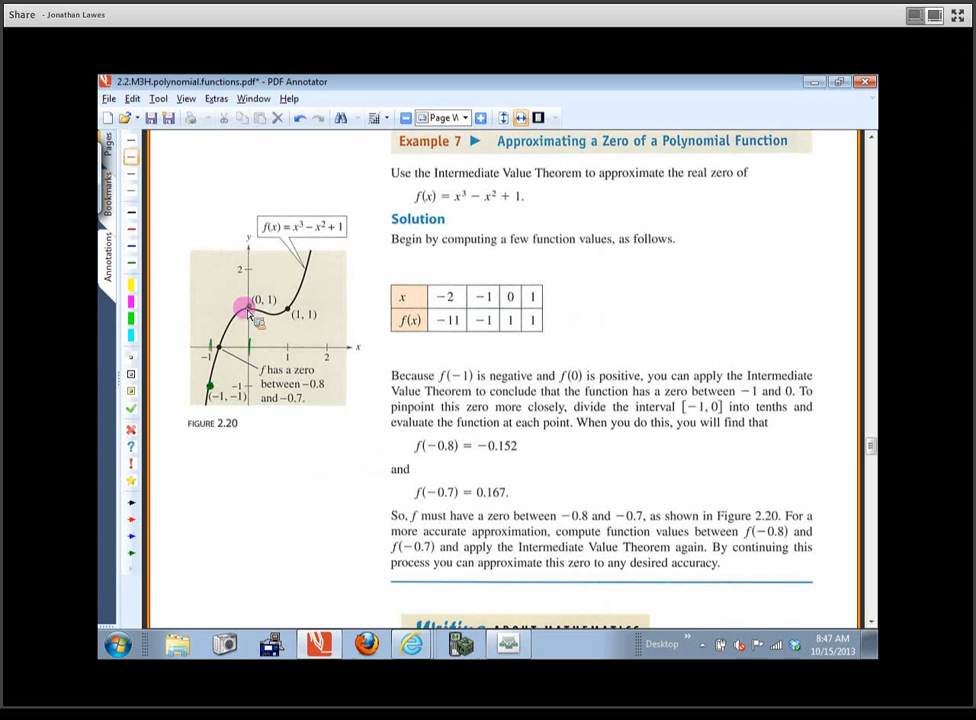 Share - Jonathan Lawes
2.2.M3H.polynomial.functions.pdf* - PDF Annotator
File Edit Tool View Extras Window Help
Page W
Pages
Bookmarks
Annotations
Example 7 ► Approximating a Zero of a Polynomial Function
Use the Intermediate Value Theorem to approximate the real zero of
f(x) = x³ − x² + 1.
Solution
Begin by computing a few function values, as follows.
x −2 −1 0 1
f(x) −11 −1 1 1
Because f(−1) is negative and f(0) is positive, you can apply the Intermediate
Value Theorem to conclude that the function has a zero between −1 and 0. To
pinpoint this zero more closely, divide the interval [−1, 0] into tenths and
evaluate the function at each point. When you do this, you will find that
f(−0.8) = −0.152
and
f(−0.7) = 0.167.
So, f must have a zero between −0.8 and −0.7, as shown in Figure 2.20. For a
more accurate approximation, compute function values between f(−0.8) and
f(−0.7) and apply the Intermediate Value Theorem again. By continuing this
process you can approximate this zero to any desired accuracy.
f(x) = x³ − x² + 1
y
2
(0, 1)
(1, 1)
x
−1
1
2
f has a zero
between −0.8
and −0.7.
−1
(−1, −1)
FIGURE 2.20
Desktop
8:47 AM
10/15/2013